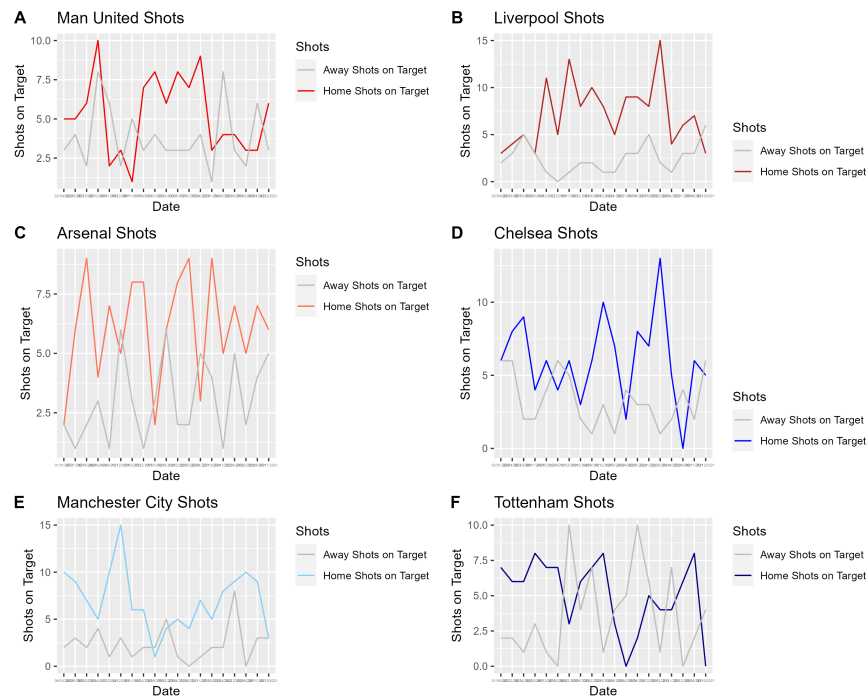 A Man United Shots
10.0
7.5
5.0
2.5
Shots on Target
Date
Shots
Away Shots on Target
Home Shots on Target
B Liverpool Shots
15
10
5
0
Shots on Target
Date
Shots
Away Shots on Target
Home Shots on Target
C Arsenal Shots
7.5
5.0
2.5
Shots on Target
Date
Shots
Away Shots on Target
Home Shots on Target
D Chelsea Shots
10
5
0
Shots on Target
Date
Shots
Away Shots on Target
Home Shots on Target
E Manchester City Shots
15
10
5
0
Shots on Target
Date
Shots
Away Shots on Target
Home Shots on Target
F Tottenham Shots
10.0
7.5
5.0
2.5
0.0
Shots on Target
Date
Shots
Away Shots on Target
Home Shots on Target